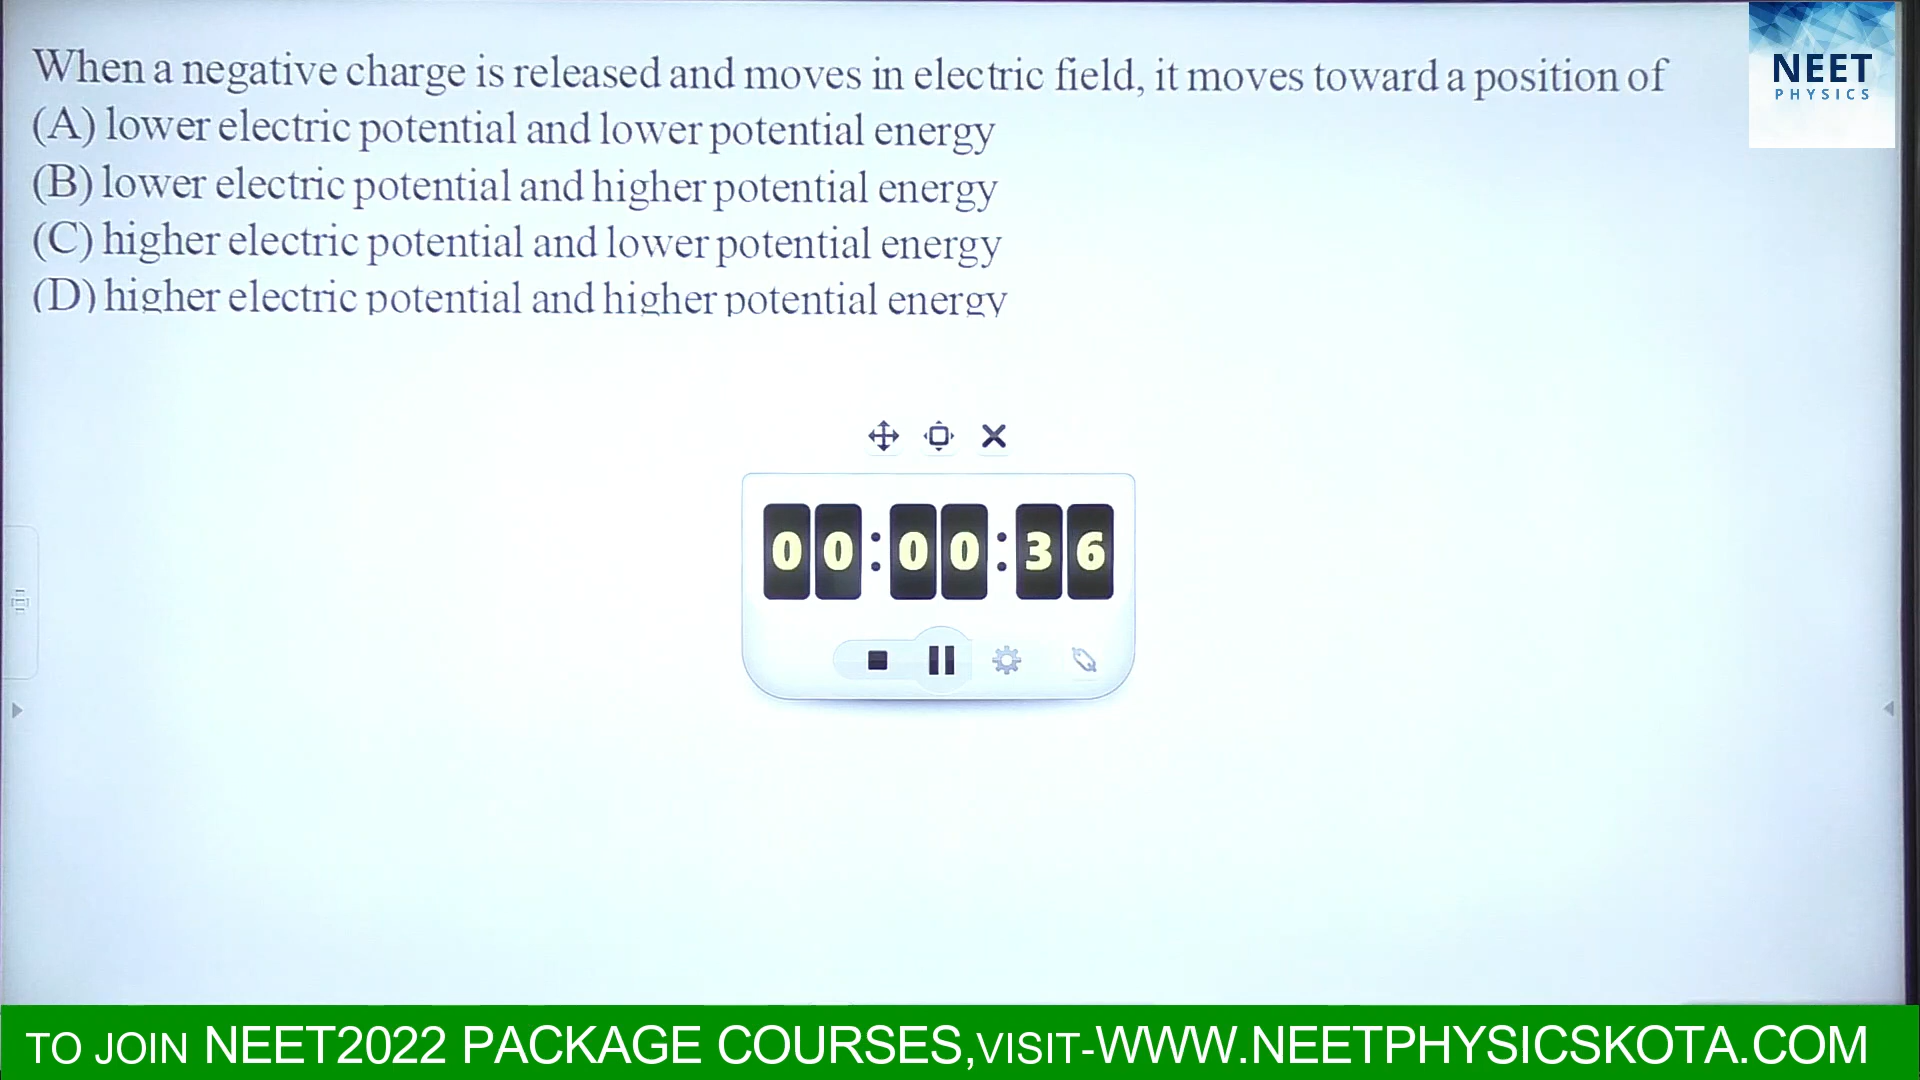 When a negative charge is released and moves in electric field, it moves toward a position of
(A) lower electric potential and lower potential energy
(B) lower electric potential and higher potential energy
(C) higher electric potential and lower potential energy
(D) higher electric potential and higher potential energy
NEET
PHYSICS
00:00:36
TO JOIN NEET2022 PACKAGE COURSES,VISIT-WWW.NEETPHYSICSKOTA.COM